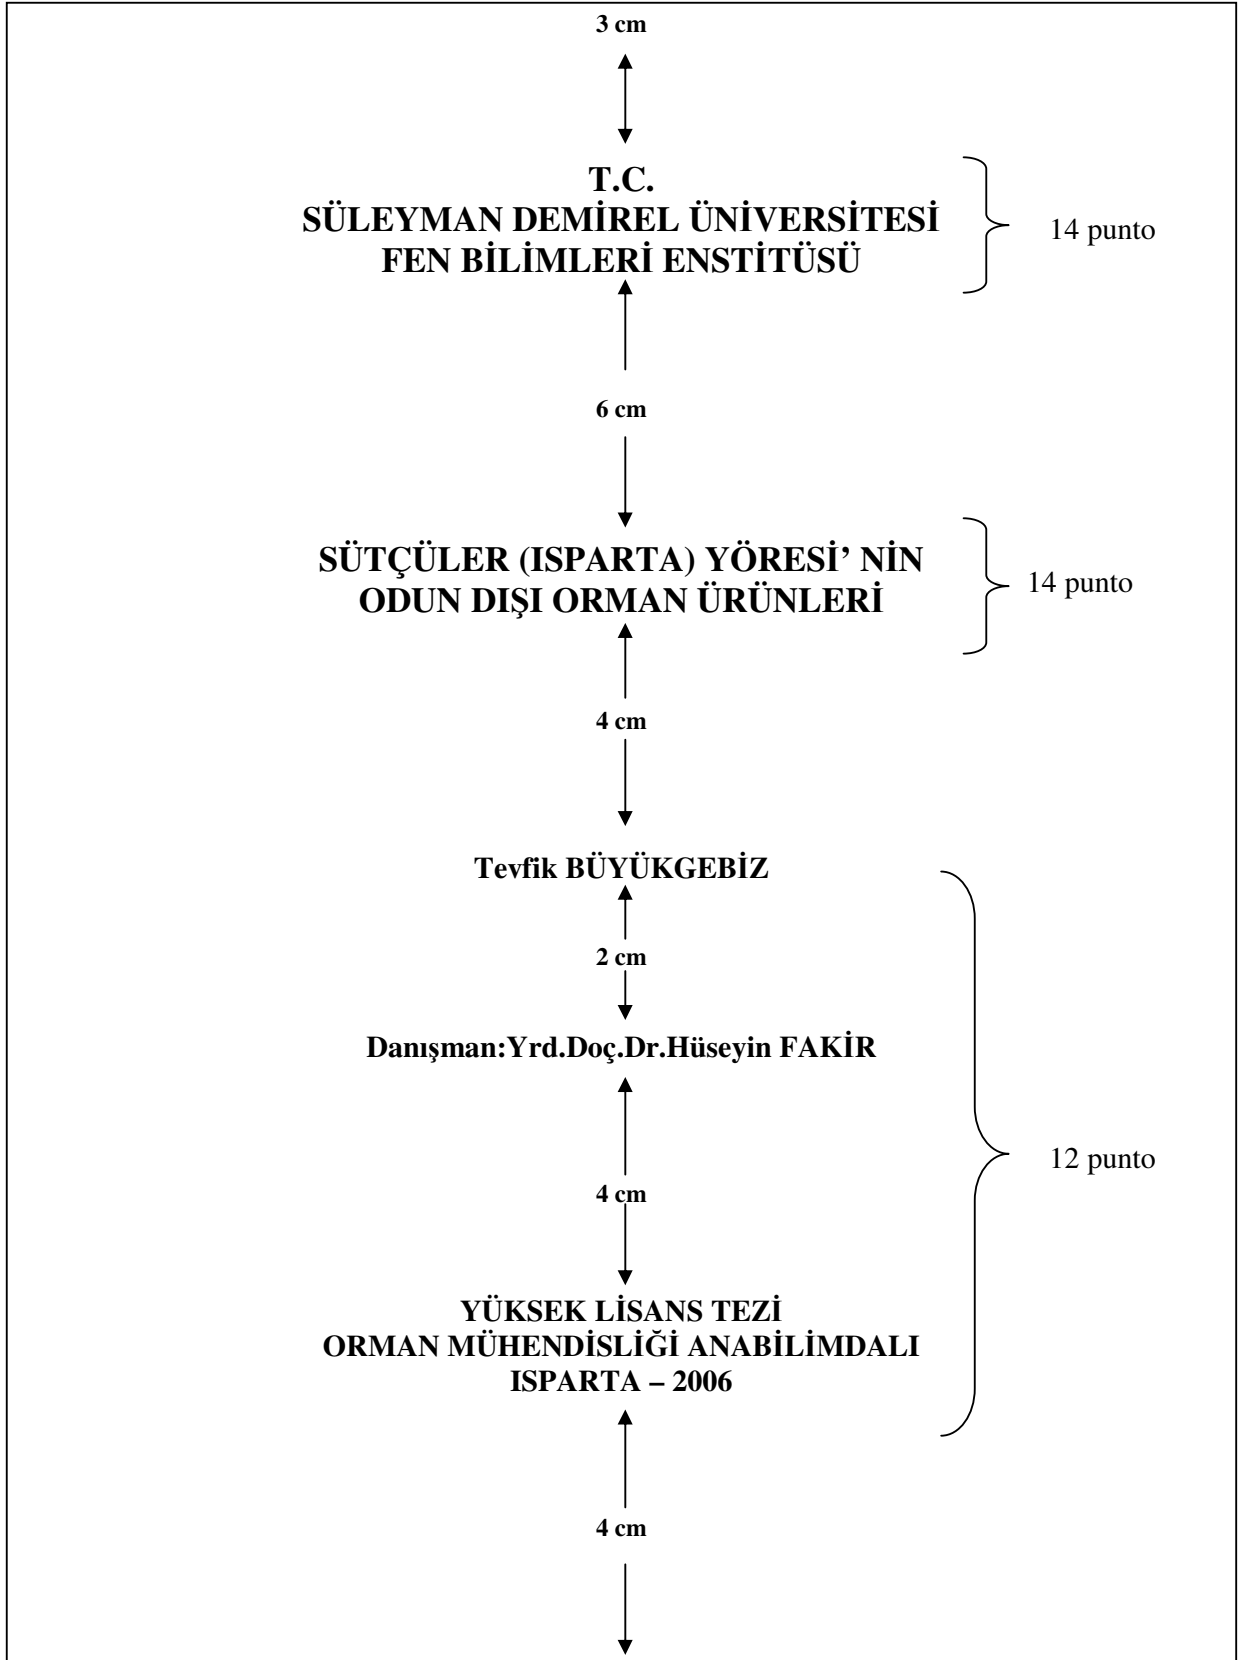 3 cm
T.C.
SÜLEYMAN DEMİREL ÜNİVERSİTESİ
FEN BİLİMLERİ ENSTİTÜSÜ
14 punto
6 cm
SÜTÇÜLER (ISPARTA) YÖRESİ’ NİN
ODUN DIŞI ORMAN ÜRÜNLERİ
14 punto
4 cm
Tevfik BÜYÜKGEBİZ
2 cm
Danışman:Yrd.Doç.Dr.Hüseyin FAKİR
12 punto
4 cm
YÜKSEK LİSANS TEZİ
ORMAN MÜHENDİSLİĞİ ANABİLİMDALI
ISPARTA – 2006
4 cm